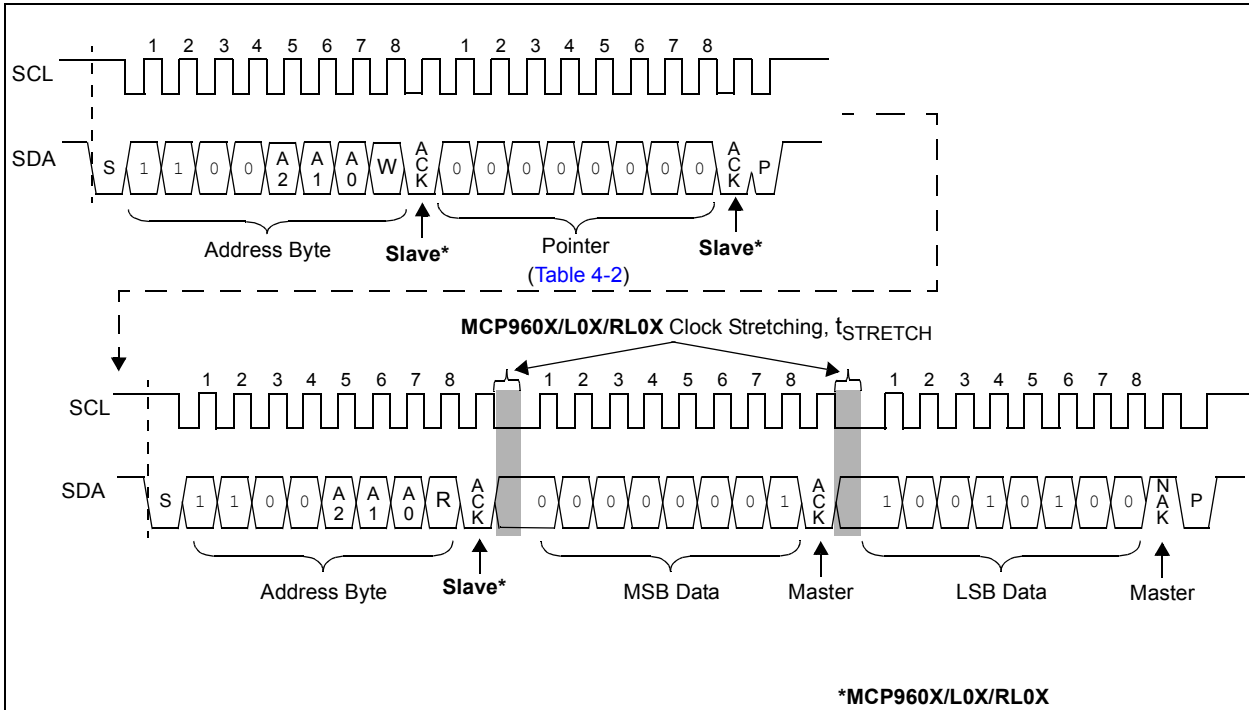 1 2 3 4 5 6 7 8 1 2 3 4 5 6 7 8
SCL
SDA S 1 1 0 0 A2 A1 A0 W ACK 0 0 0 0 0 0 0 0 ACK P
Address Byte Slave* Pointer Slave*
(Table 4-2)
MCP960X/L0X/RL0X Clock Stretching, tSTRETCH
1 2 3 4 5 6 7 8 1 2 3 4 5 6 7 8 1 2 3 4 5 6 7 8
SCL
SDA S 1 1 0 0 A2 A1 A0 R ACK 0 0 0 0 0 0 0 1 ACK 1 0 0 1 0 1 0 0 NAK P
Address Byte Slave* MSB Data Master LSB Data Master
*MCP960X/L0X/RL0X